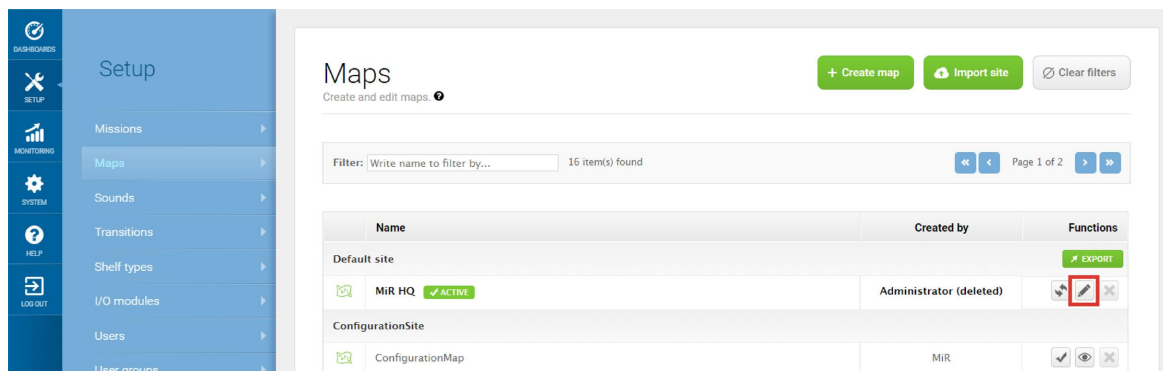 DASHBOARDS
SETUP
MONITORING
SYSTEM
HELP
LOG OUT
Setup
Missions
Maps
Sounds
Transitions
Shelf types
I/O modules
Users
User groups
Maps
Create and edit maps. ?
+ Create map
Import site
Clear filters
Filter: Write name to filter by... 16 item(s) found
« ‹ Page 1 of 2 › »
Name Created by Functions
Default site EXPORT
MiR HQ ACTIVE Administrator (deleted)
ConfigurationSite
ConfigurationMap MiR